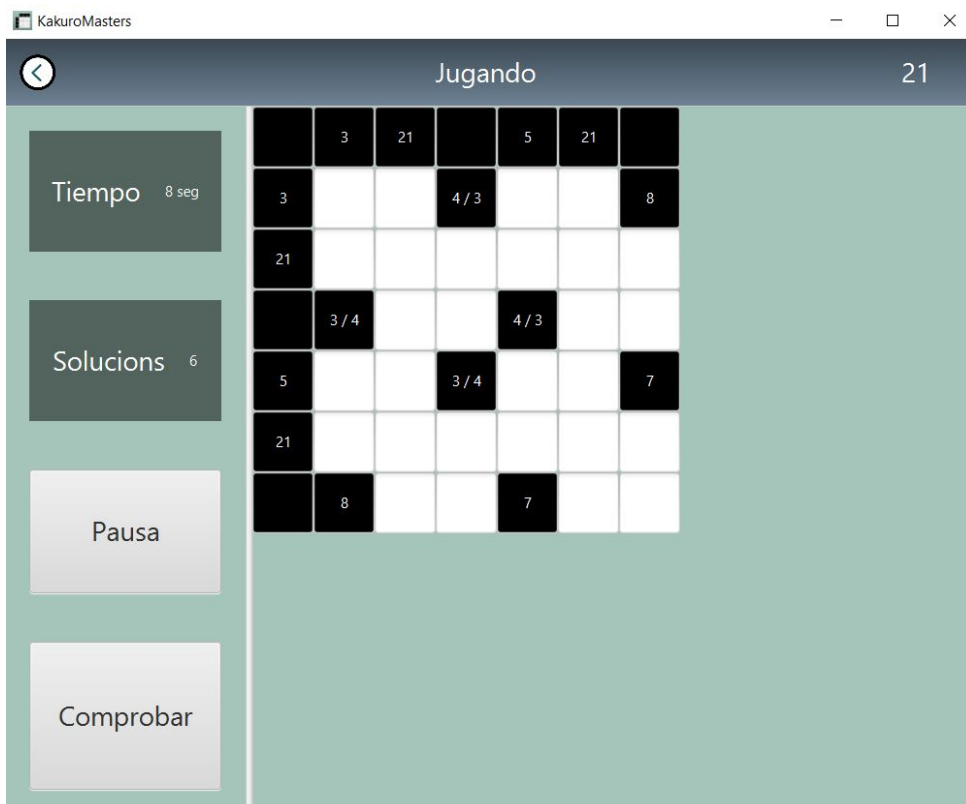 KakuroMasters
Jugando
21
Tiempo 8 seg
Solucions 6
Pausa
Comprobar
3 21 5 21
3 4 / 3 8
21
3 / 4 4 / 3
5 3 / 4 7
21
8 7